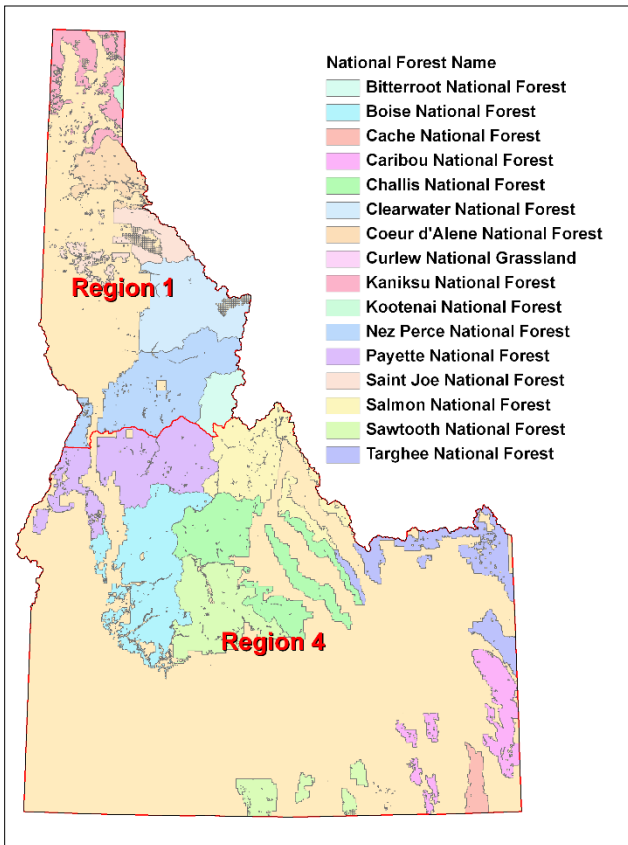 National Forest Name
Bitterroot National Forest
Boise National Forest
Cache National Forest
Caribou National Forest
Challis National Forest
Clearwater National Forest
Coeur d'Alene National Forest
Curlew National Grassland
Kaniksu National Forest
Kootenai National Forest
Nez Perce National Forest
Payette National Forest
Saint Joe National Forest
Salmon National Forest
Sawtooth National Forest
Targhee National Forest
Region 1
Region 4